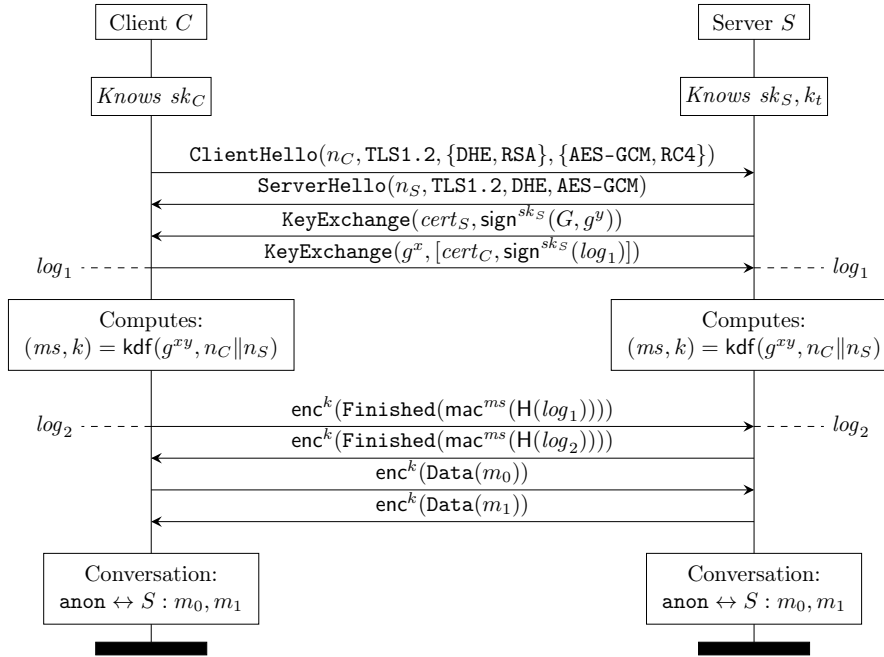 Client C Server S
Knows sk_C Knows sk_S, k_t
ClientHello(n_C, TLS1.2, {DHE, RSA}, {AES-GCM, RC4})
ServerHello(n_S, TLS1.2, DHE, AES-GCM)
KeyExchange(cert_S, sign^{sk_S}(G, g^y))
KeyExchange(g^x, [cert_C, sign^{sk_S}(log_1)])
log_1 log_1
Computes: Computes:
(ms, k) = kdf(g^{xy}, n_C‖n_S) (ms, k) = kdf(g^{xy}, n_C‖n_S)
enc^k(Finished(mac^{ms}(H(log_1))))
log_2 log_2
enc^k(Finished(mac^{ms}(H(log_2))))
enc^k(Data(m_0))
enc^k(Data(m_1))
Conversation: Conversation:
anon ↔ S : m_0, m_1 anon ↔ S : m_0, m_1